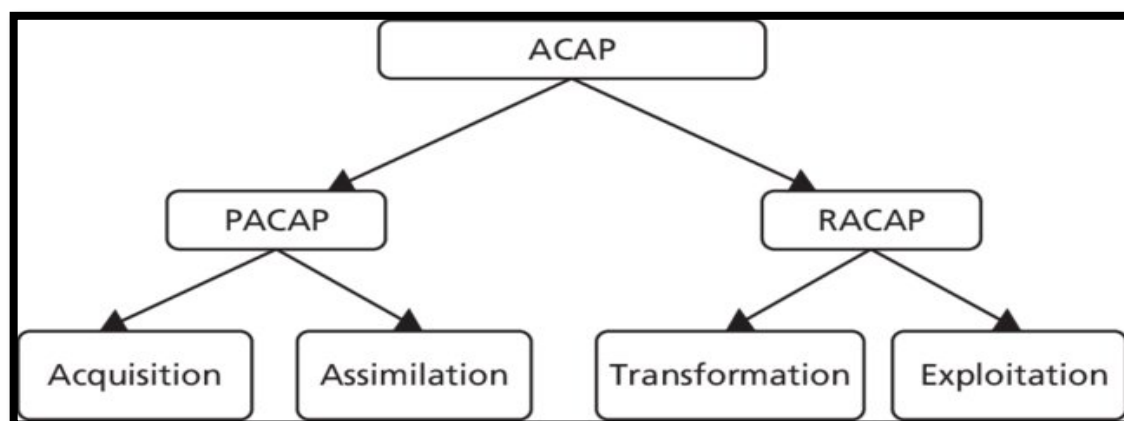 ACAP
PACAP
RACAP
Acquisition
Assimilation
Transformation
Exploitation